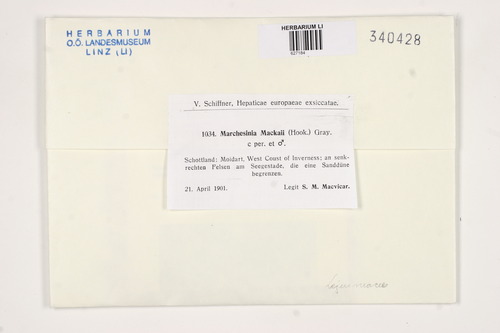 HERBARIUM
O.Ö. LANDESMUSEUM
LINZ (LI)
HERBARIUM LI
340428
V. Schiffner, Hepaticae europaeae exsiccatae.
1034. Marchesinia Mackaii (Hook.) Gray.
c per. et ♂.
Schottland: Moidart, West Coust of Inverness; an senk-
rechten Felsen am Seegestade, die eine Sanddüne
begrenzen.
21. April 1901. Legit S. M. Macvicar.